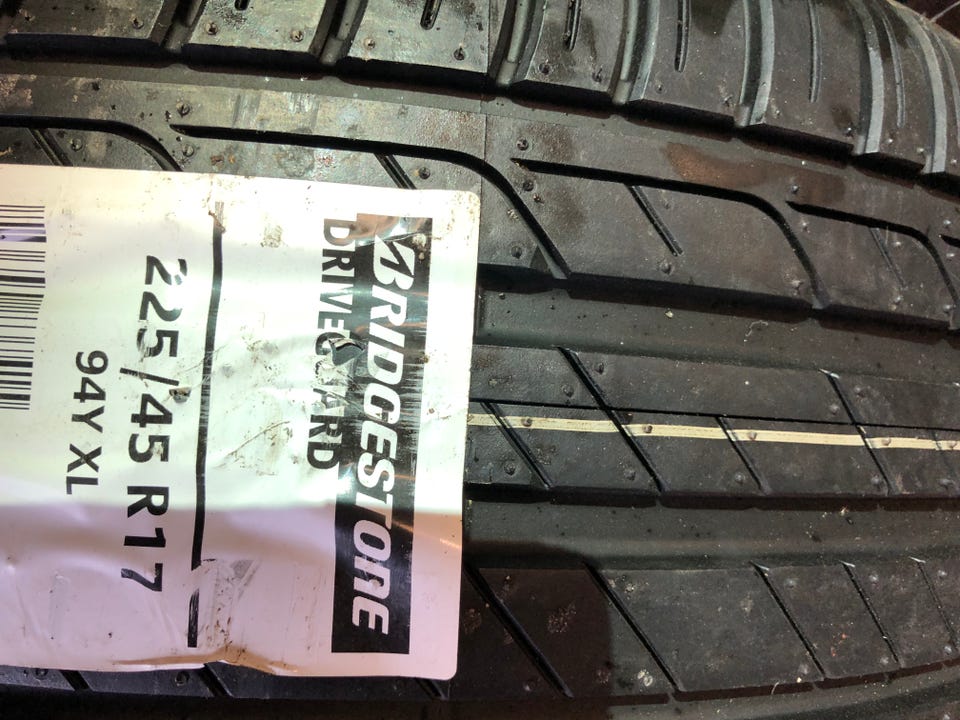 BRIDGESTONE
DRIVEGUARD
225/45 R17
94Y XL